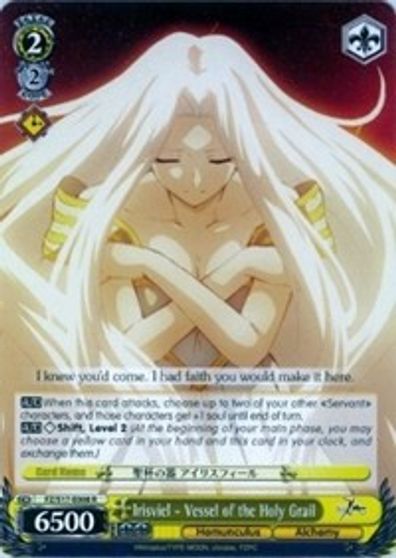 2
2
I knew you'd come. I had faith you would make it here.
【AUTO】When this card attacks, choose up to two of your other «Servant»
characters, and those characters get +1 soul until end of turn.
【AUTO】Shift, Level 2 (At the beginning of your main phase, you may
choose a yellow card in your hand and this card in your clock, and
exchange them.)
Card Name 聖杯の器 アイリスフィール
Irisviel - Vessel of the Holy Grail
6500
Homunculus Alchemy